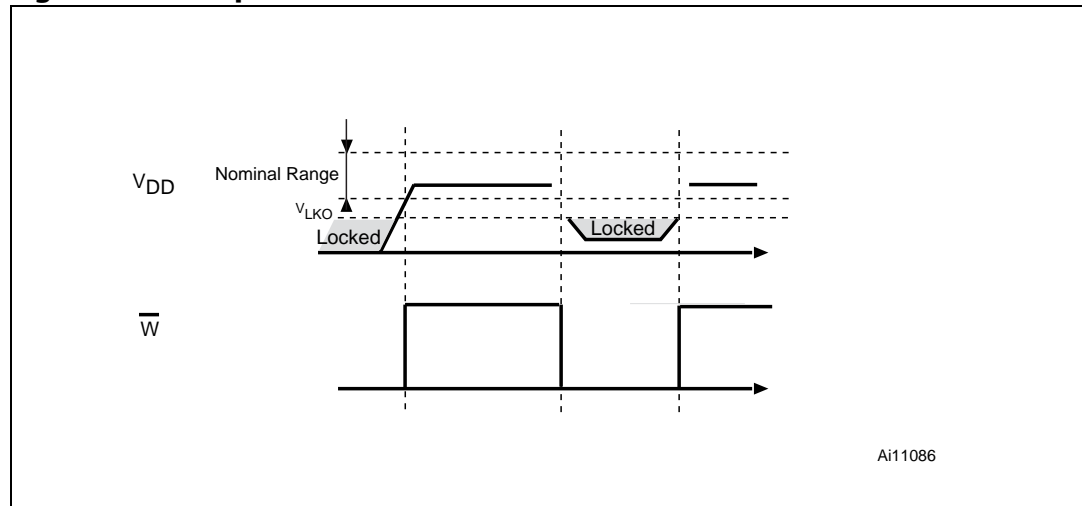 Nominal Range
VDD
VLKO
Locked
Locked
W̅
Ai11086